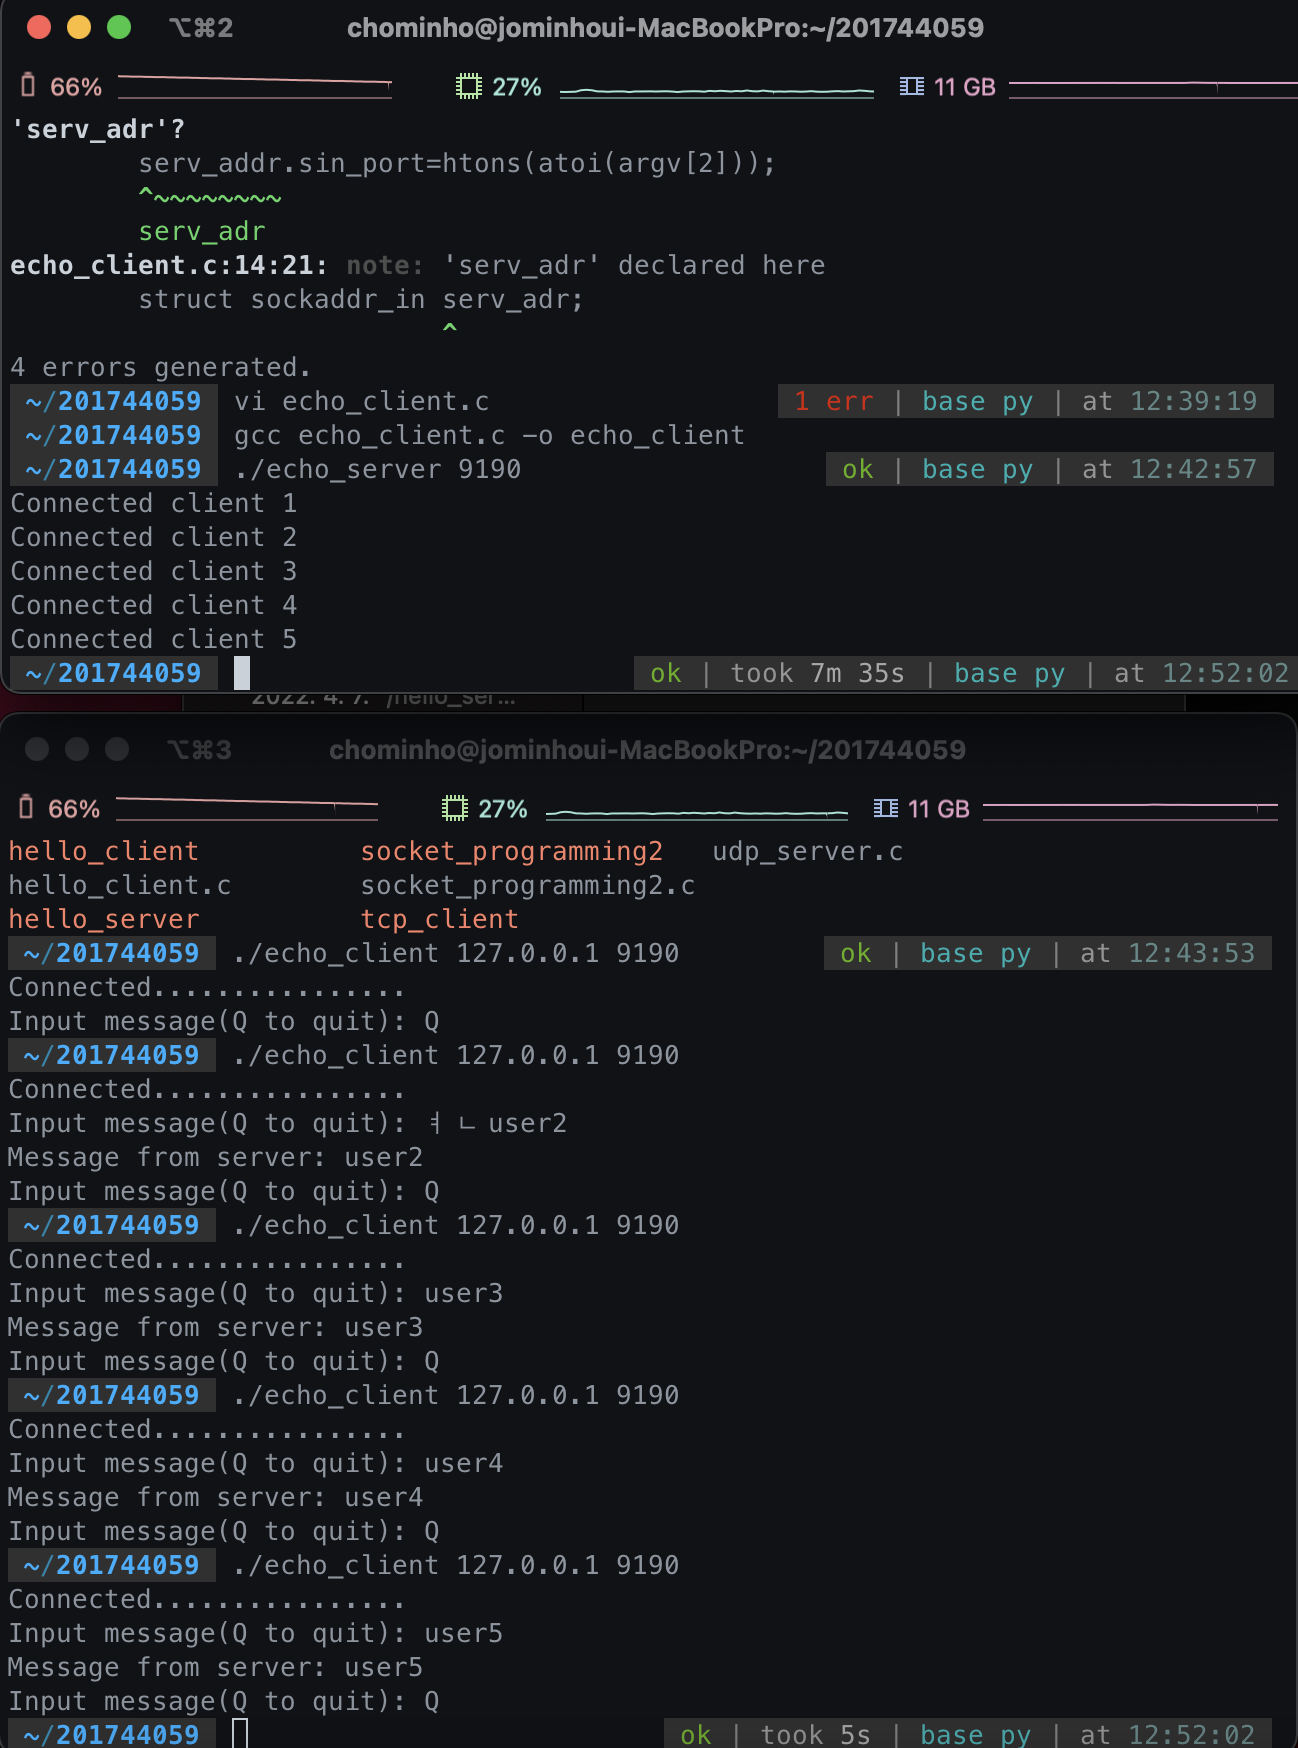 ⌥⌘2 chominho@jominhoui-MacBookPro:~/201744059
66% 27% 11 GB
'serv_adr'?
serv_addr.sin_port=htons(atoi(argv[2]));
^~~~~~~~~
serv_adr
echo_client.c:14:21: note: 'serv_adr' declared here
struct sockaddr_in serv_adr;
^
4 errors generated.
~/201744059 vi echo_client.c 1 err | base py | at 12:39:19
~/201744059 gcc echo_client.c -o echo_client
~/201744059 ./echo_server 9190 ok | base py | at 12:42:57
Connected client 1
Connected client 2
Connected client 3
Connected client 4
Connected client 5
~/201744059 ok | took 7m 35s | base py | at 12:52:02
2022. 4. 7. "/hello_ser...
⌥⌘3 chominho@jominhoui-MacBookPro:~/201744059
66% 27% 11 GB
hello_client socket_programming2 udp_server.c
hello_client.c socket_programming2.c
hello_server tcp_client
~/201744059 ./echo_client 127.0.0.1 9190 ok | base py | at 12:43:53
Connected................
Input message(Q to quit): Q
~/201744059 ./echo_client 127.0.0.1 9190
Connected................
Input message(Q to quit): ㅕㄴuser2
Message from server: user2
Input message(Q to quit): Q
~/201744059 ./echo_client 127.0.0.1 9190
Connected................
Input message(Q to quit): user3
Message from server: user3
Input message(Q to quit): Q
~/201744059 ./echo_client 127.0.0.1 9190
Connected................
Input message(Q to quit): user4
Message from server: user4
Input message(Q to quit): Q
~/201744059 ./echo_client 127.0.0.1 9190
Connected................
Input message(Q to quit): user5
Message from server: user5
Input message(Q to quit): Q
~/201744059 ok | took 5s | base py | at 12:52:02